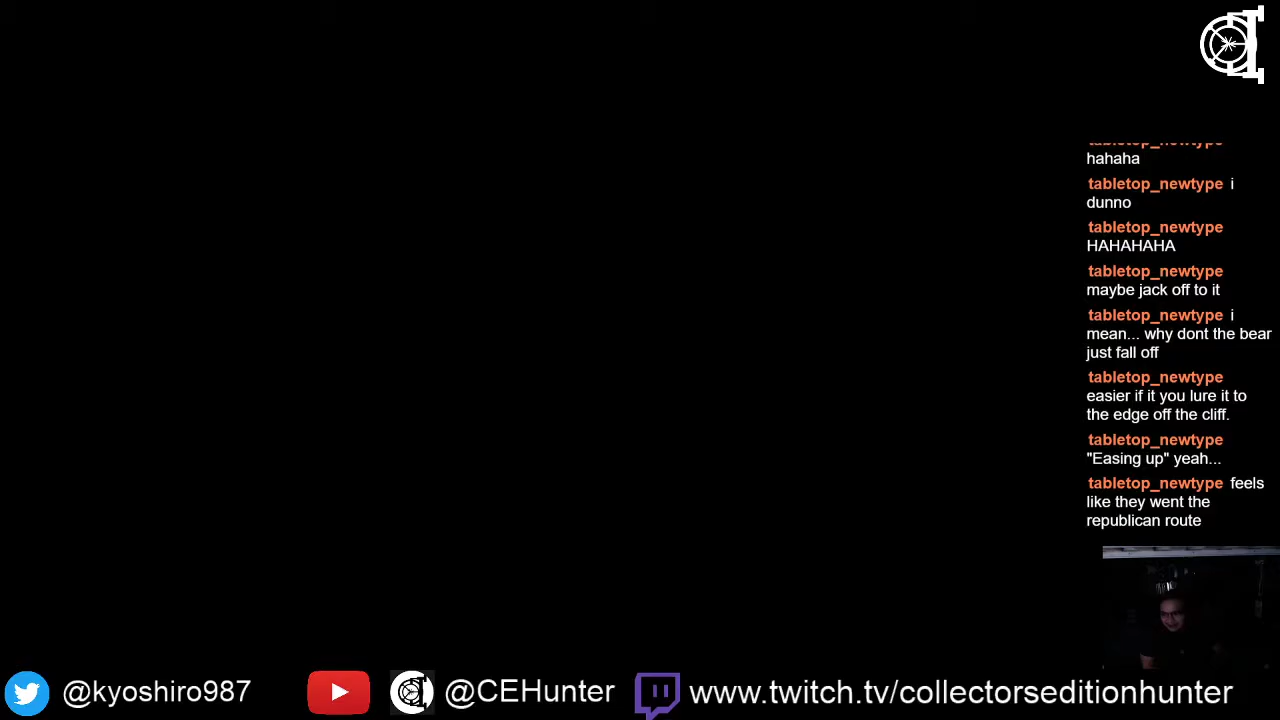 tabletop_newtype
hahaha
tabletop_newtype i
dunno
tabletop_newtype
HAHAHAHA
tabletop_newtype
maybe jack off to it
tabletop_newtype i
mean... why dont the bear
just fall off
tabletop_newtype
easier if it you lure it to
the edge off the cliff.
tabletop_newtype
"Easing up" yeah...
tabletop_newtype feels
like they went the
republican route
@kyoshiro987
@CEHunter
www.twitch.tv/collectorseditionhunter